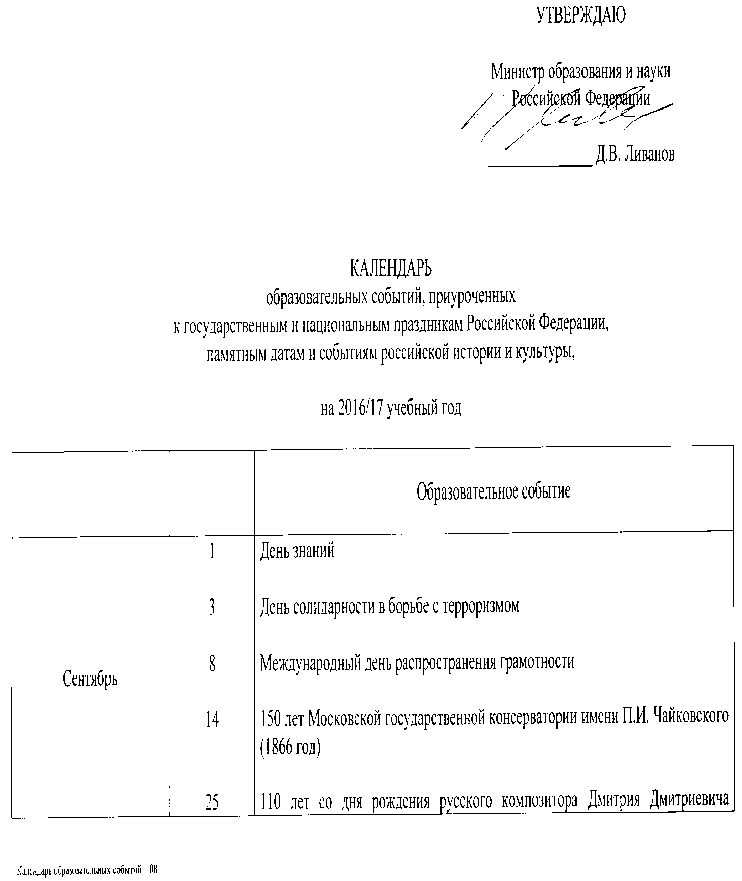 УТВЕРЖДАЮ
Министр образования и науки
Российской Федерации
Д.В. Ливанов
КАЛЕНДАРЬ
образовательных событий, приуроченных
к государственным и национальным праздникам Российской Федерации,
памятным датам и событиям российской истории и культуры,
на 2016/17 учебный год
Образовательное событие
Сентябрь
1 День знаний
3 День солидарности в борьбе с терроризмом
8 Международный день распространения грамотности
14 150 лет Московской государственной консерватории имени П.И. Чайковского
(1866 год)
25 110 лет со дня рождения русского композитора Дмитрия Дмитриевича
Календарь образовательных событий - 08